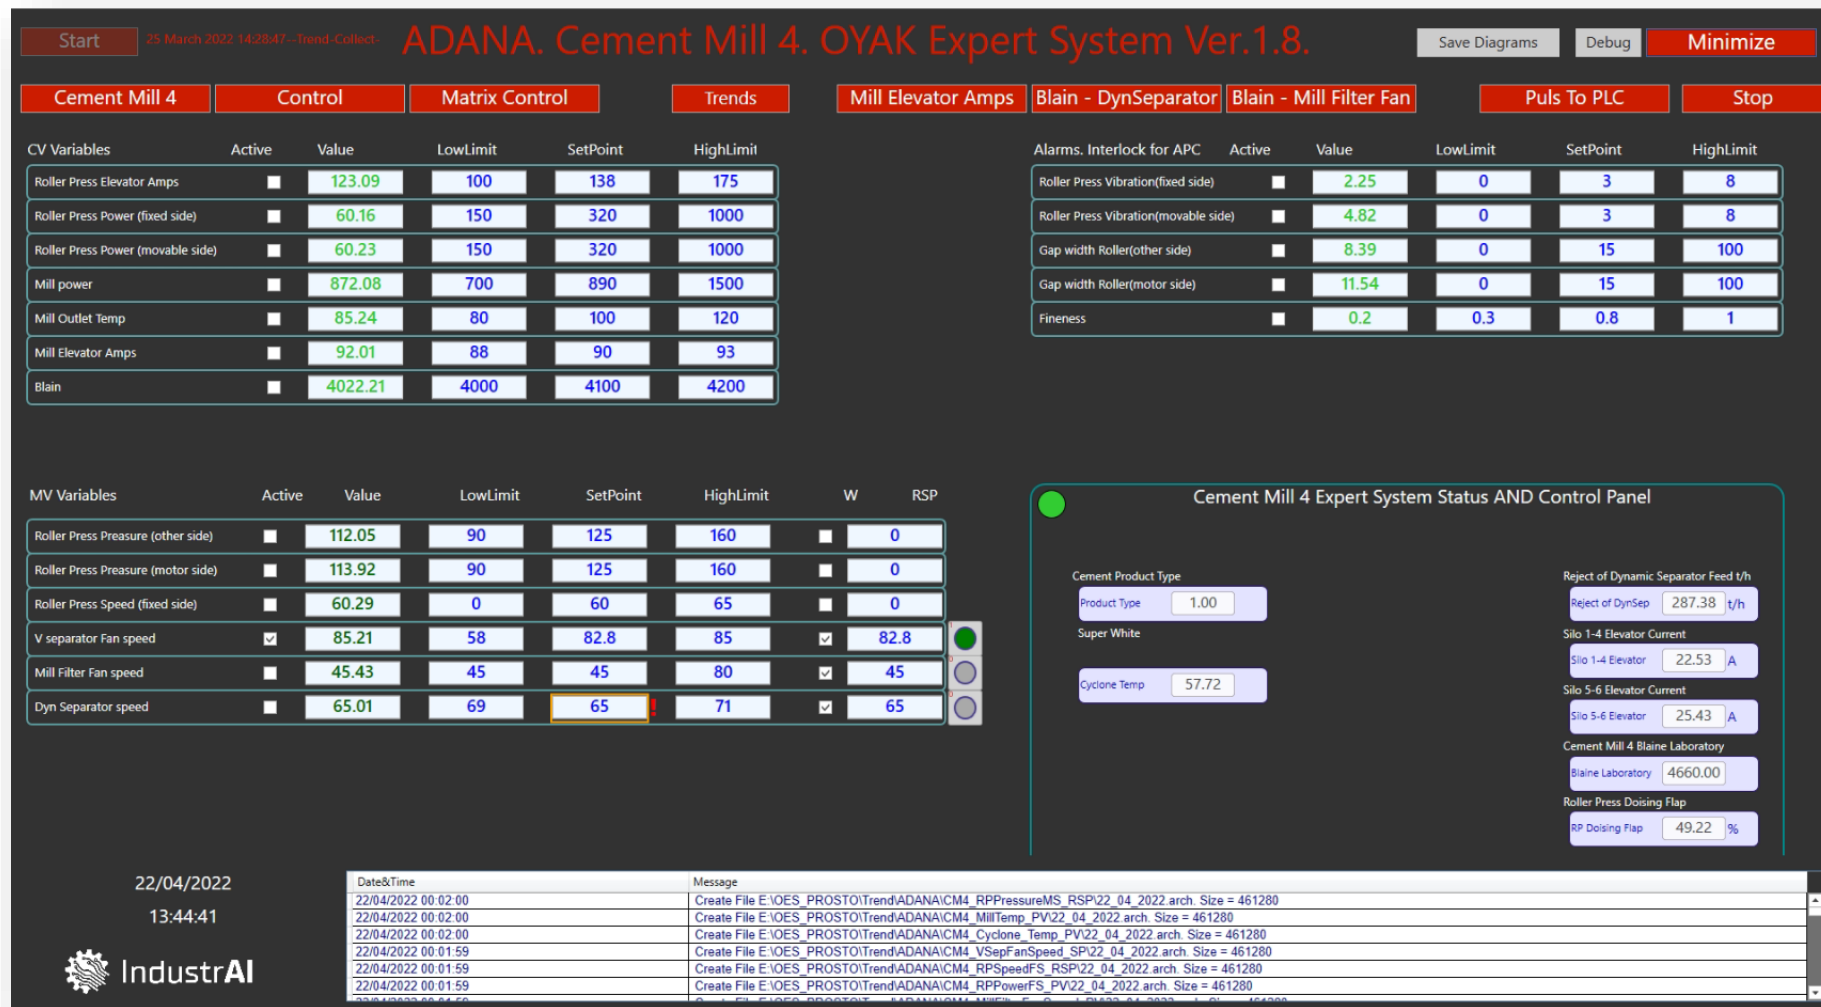 Start 25 March 2022 14:28:47--Trend-Collect- ADANA. Cement Mill 4. OYAK Expert System Ver.1.8. Save Diagrams Debug Minimize
Cement Mill 4 Control Matrix Control Trends Mill Elevator Amps Blain - DynSeparator Blain - Mill Filter Fan Puls To PLC Stop
CV Variables Active Value LowLimit SetPoint HighLimit
Roller Press Elevator Amps 123.09 100 138 175
Roller Press Power (fixed side) 60.16 150 320 1000
Roller Press Power (movable side) 60.23 150 320 1000
Mill power 872.08 700 890 1500
Mill Outlet Temp 85.24 80 100 120
Mill Elevator Amps 92.01 88 90 93
Blain 4022.21 4000 4100 4200
Alarms. Interlock for APC Active Value LowLimit SetPoint HighLimit
Roller Press Vibration(fixed side) 2.25 0 3 8
Roller Press Vibration(movable side) 4.82 0 3 8
Gap width Roller(other side) 8.39 0 15 100
Gap width Roller(motor side) 11.54 0 15 100
Fineness 0.2 0.3 0.8 1
MV Variables Active Value LowLimit SetPoint HighLimit W RSP
Roller Press Preasure (other side) 112.05 90 125 160 0
Roller Press Preasure (motor side) 113.92 90 125 160 0
Roller Press Speed (fixed side) 60.29 0 60 65 0
V separator Fan speed 85.21 58 82.8 85 82.8
Mill Filter Fan speed 45.43 45 45 80 45
Dyn Separator speed 65.01 69 65 ! 71 65
Cement Mill 4 Expert System Status AND Control Panel
Cement Product Type
Product Type 1.00
Super White
Cyclone Temp 57.72
Reject of Dynamic Separator Feed t/h
Reject of DynSep 287.38 t/h
Silo 1-4 Elevator Current
Silo 1-4 Elevator 22.53 A
Silo 5-6 Elevator Current
Silo 5-6 Elevator 25.43 A
Cement Mill 4 Blaine Laboratory
Blaine Laboratory 4660.00
Roller Press Doising Flap
RP Doising Flap 49.22 %
22/04/2022
13:44:41
IndustrAI
Date&Time Message
22/04/2022 00:02:00 Create File E:\OES_PROSTO\Trend\ADANA\CM4_RPPressureMS_RSP\22_04_2022.arch. Size = 461280
22/04/2022 00:02:00 Create File E:\OES_PROSTO\Trend\ADANA\CM4_MillTemp_PV\22_04_2022.arch. Size = 461280
22/04/2022 00:02:00 Create File E:\OES_PROSTO\Trend\ADANA\CM4_Cyclone_Temp_PV\22_04_2022.arch. Size = 461280
22/04/2022 00:01:59 Create File E:\OES_PROSTO\Trend\ADANA\CM4_VSepFanSpeed_SP\22_04_2022.arch. Size = 461280
22/04/2022 00:01:59 Create File E:\OES_PROSTO\Trend\ADANA\CM4_RPSpeedFS_RSP\22_04_2022.arch. Size = 461280
22/04/2022 00:01:59 Create File E:\OES_PROSTO\Trend\ADANA\CM4_RPPowerFS_PV\22_04_2022.arch. Size = 461280